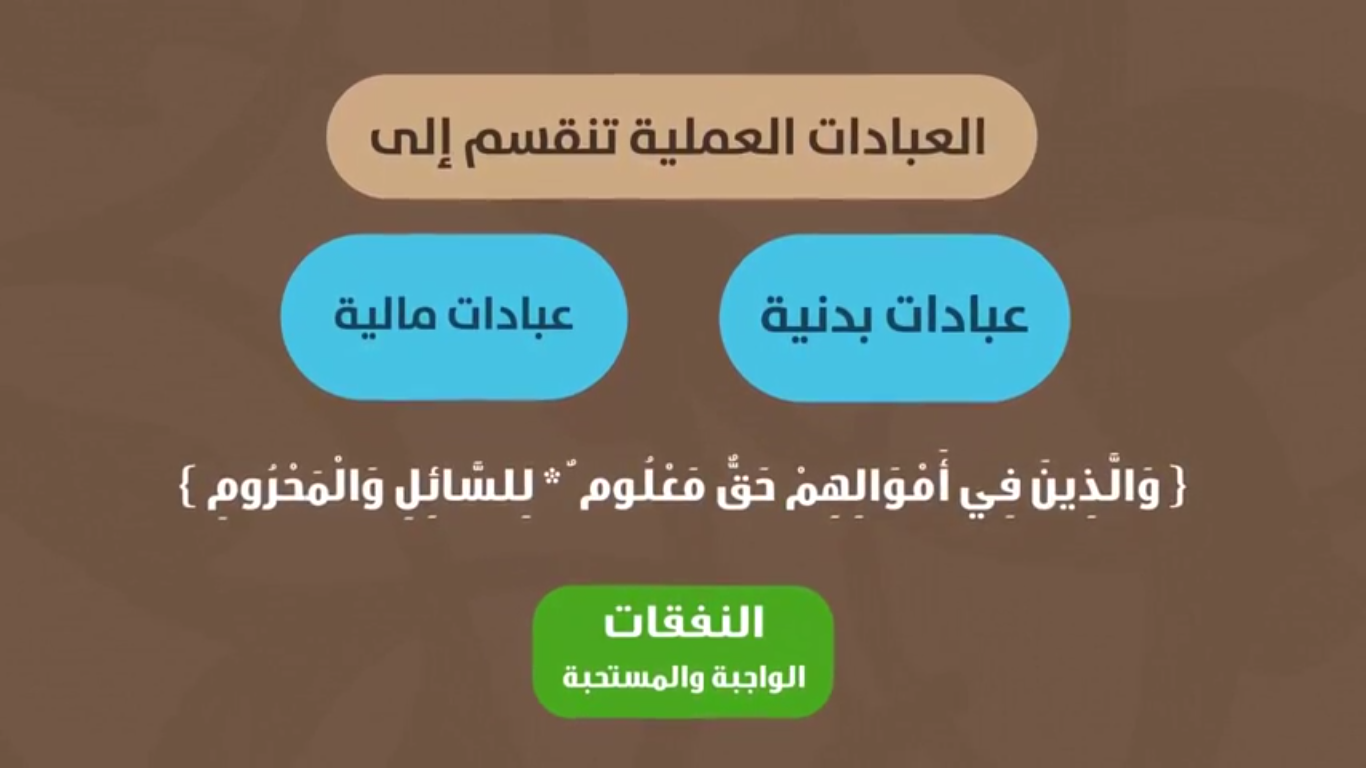 العبادات العملية تنقسم إلى
عبادات بدنية
عبادات مالية
{ وَالَّذِينَ فِي أَمْوَالِهِمْ حَقٌّ مَعْلُوم ٌ * لِلسَّائِلِ وَالْمَحْرُومِ }
النفقات
الواجبة والمستحبة